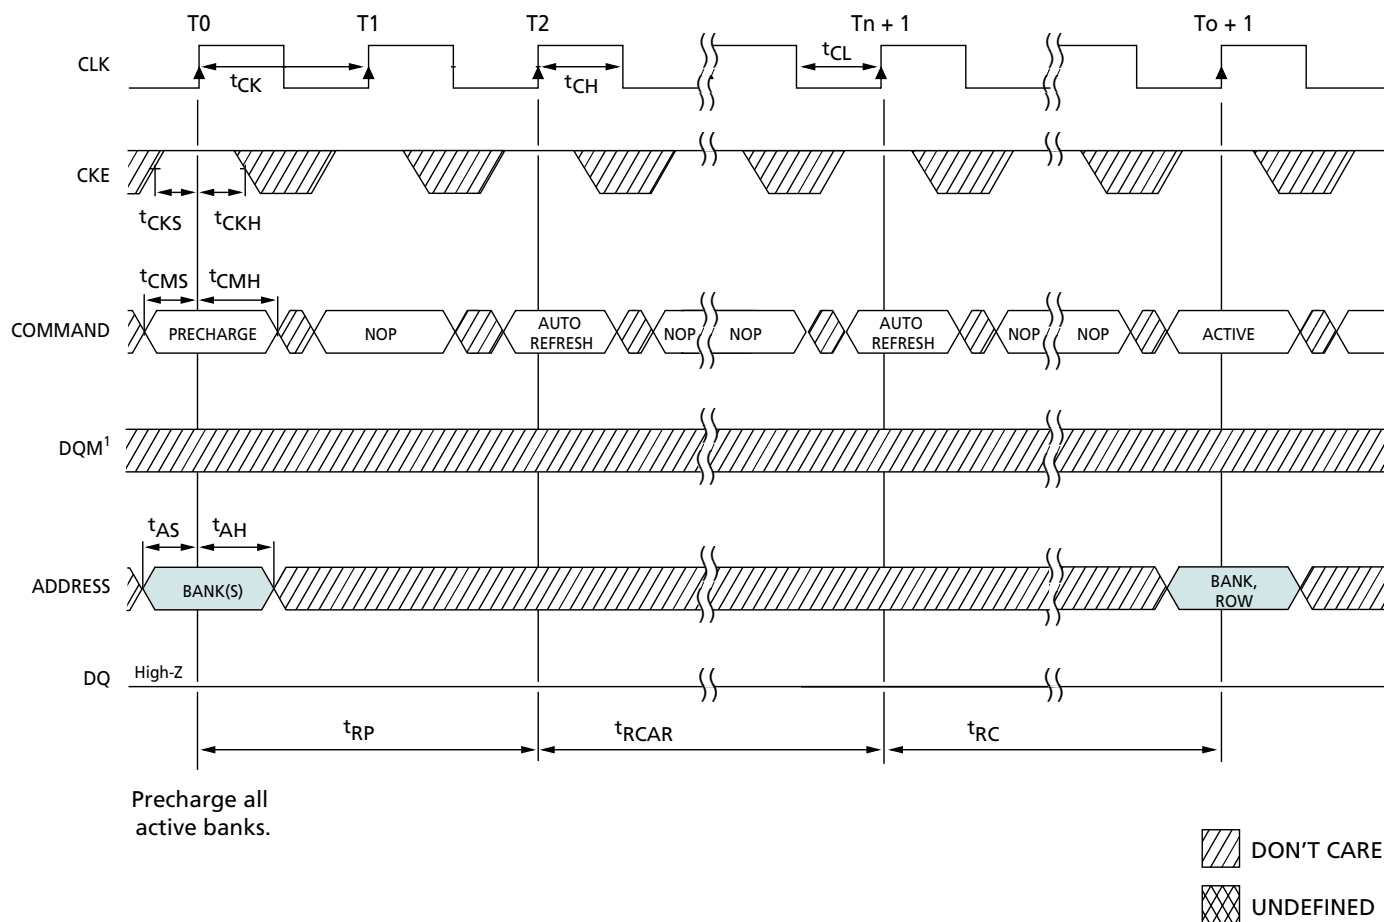 T0 T1 T2 Tn + 1 To + 1
CLK
tCK tCH tCL
CKE
tCKS tCKH
tCMS tCMH
COMMAND PRECHARGE NOP AUTO REFRESH NOP NOP AUTO REFRESH NOP NOP ACTIVE
DQM1
tAS tAH
ADDRESS BANK(S) BANK, ROW
DQ High-Z
tRP tRCAR tRC
Precharge all
active banks.
DON'T CARE
UNDEFINED